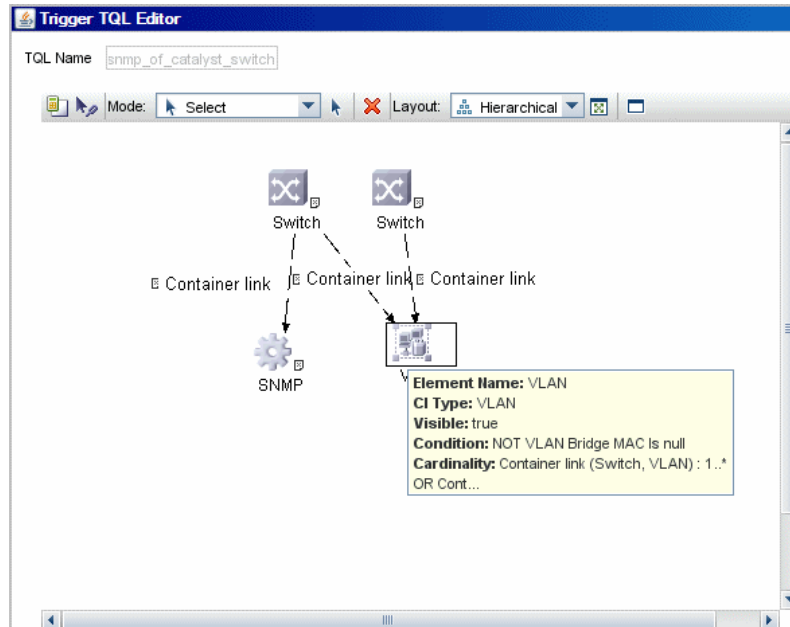 Trigger TQL Editor
TQL Name snmp_of_catalyst_switch
Mode: Select Layout: Hierarchical
Switch Switch
Container link Container link Container link
SNMP V
Element Name: VLAN
CI Type: VLAN
Visible: true
Condition: NOT VLAN Bridge MAC Is null
Cardinality: Container link (Switch, VLAN) : 1..*
OR Cont...